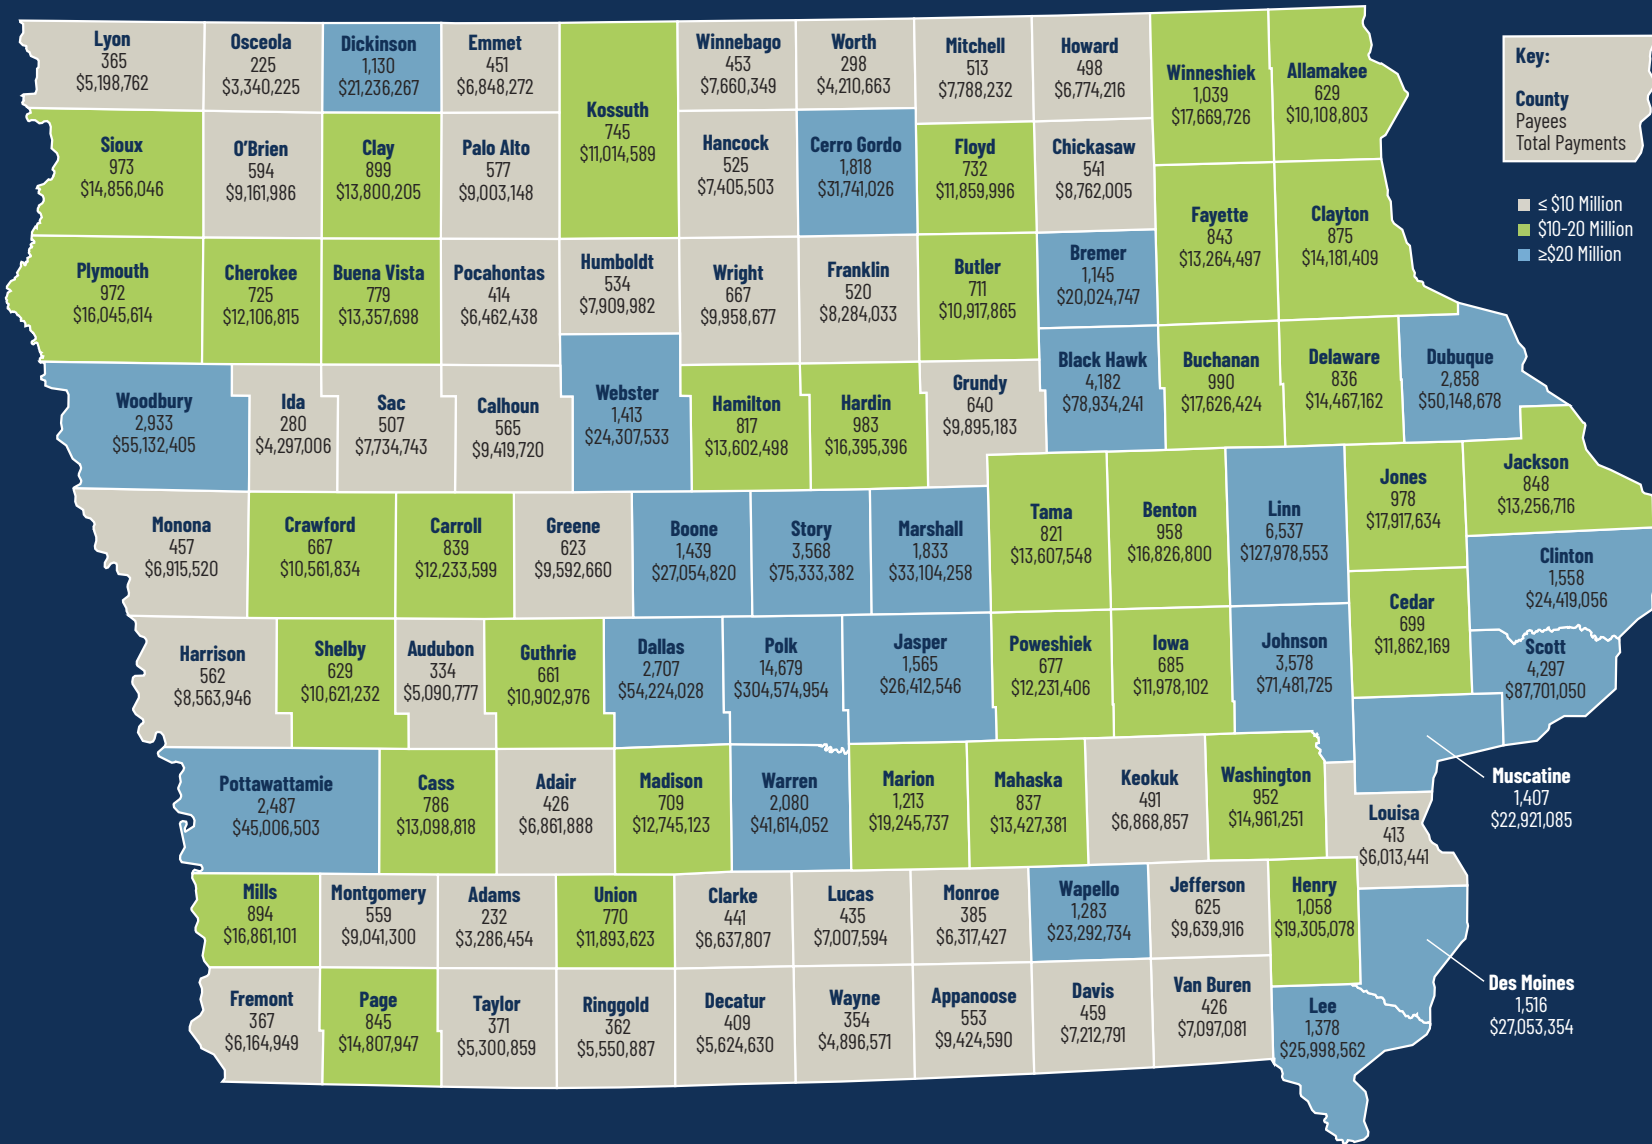 Lyon
365
$5,198,762
Osceola
225
$3,340,225
Dickinson
1,130
$21,236,267
Emmet
451
$6,848,272
Kossuth
745
$11,014,589
Winnebago
453
$7,660,349
Worth
298
$4,210,663
Mitchell
513
$7,788,232
Howard
498
$6,774,216
Winneshiek
1,039
$17,669,726
Allamakee
629
$10,108,803
Key:
County
Payees
Total Payments
≤ $10 Million
$10-20 Million
≥$20 Million
Sioux
973
$14,856,046
O'Brien
594
$9,161,986
Clay
899
$13,800,205
Palo Alto
577
$9,003,148
Hancock
525
$7,405,503
Cerro Gordo
1,818
$31,741,026
Floyd
732
$11,859,996
Chickasaw
541
$8,762,005
Fayette
843
$13,264,497
Clayton
875
$14,181,409
Plymouth
972
$16,045,614
Cherokee
725
$12,106,815
Buena Vista
779
$13,357,698
Pocahontas
414
$6,462,438
Humboldt
534
$7,909,982
Wright
667
$9,958,677
Franklin
520
$8,284,033
Butler
711
$10,917,865
Bremer
1,145
$20,024,747
Woodbury
2,933
$55,132,405
Ida
280
$4,297,006
Sac
507
$7,734,743
Calhoun
565
$9,419,720
Webster
1,413
$24,307,533
Hamilton
817
$13,602,498
Hardin
983
$16,395,396
Grundy
640
$9,895,183
Black Hawk
4,182
$78,934,241
Buchanan
990
$17,626,424
Delaware
836
$14,467,162
Dubuque
2,858
$50,148,678
Monona
457
$6,915,520
Crawford
667
$10,561,834
Carroll
839
$12,233,599
Greene
623
$9,592,660
Boone
1,439
$27,054,820
Story
3,568
$75,333,382
Marshall
1,833
$33,104,258
Tama
821
$13,607,548
Benton
958
$16,826,800
Linn
6,537
$127,978,553
Jones
978
$17,917,634
Jackson
848
$13,256,716
Clinton
1,558
$24,419,056
Cedar
699
$11,862,169
Scott
4,297
$87,701,050
Harrison
562
$8,563,946
Shelby
629
$10,621,232
Audubon
334
$5,090,777
Guthrie
661
$10,902,976
Dallas
2,707
$54,224,028
Polk
14,679
$304,574,954
Jasper
1,565
$26,412,546
Poweshiek
677
$12,231,406
Iowa
685
$11,978,102
Johnson
3,578
$71,481,725
Muscatine
1,407
$22,921,085
Pottawattamie
2,487
$45,006,503
Cass
786
$13,098,818
Adair
426
$6,861,888
Madison
709
$12,745,123
Warren
2,080
$41,614,052
Marion
1,213
$19,245,737
Mahaska
837
$13,427,381
Keokuk
491
$6,868,857
Washington
952
$14,961,251
Louisa
413
$6,013,441
Mills
894
$16,861,101
Montgomery
559
$9,041,300
Adams
232
$3,286,454
Union
770
$11,893,623
Clarke
441
$6,637,807
Lucas
435
$7,007,594
Monroe
385
$6,317,427
Wapello
1,283
$23,292,734
Jefferson
625
$9,639,916
Henry
1,058
$19,305,078
Des Moines
1,516
$27,053,354
Fremont
367
$6,164,949
Page
845
$14,807,947
Taylor
371
$5,300,859
Ringgold
362
$5,550,887
Decatur
409
$5,624,630
Wayne
354
$4,896,571
Appanoose
553
$9,424,590
Davis
459
$7,212,791
Van Buren
426
$7,097,081
Lee
1,378
$25,998,562